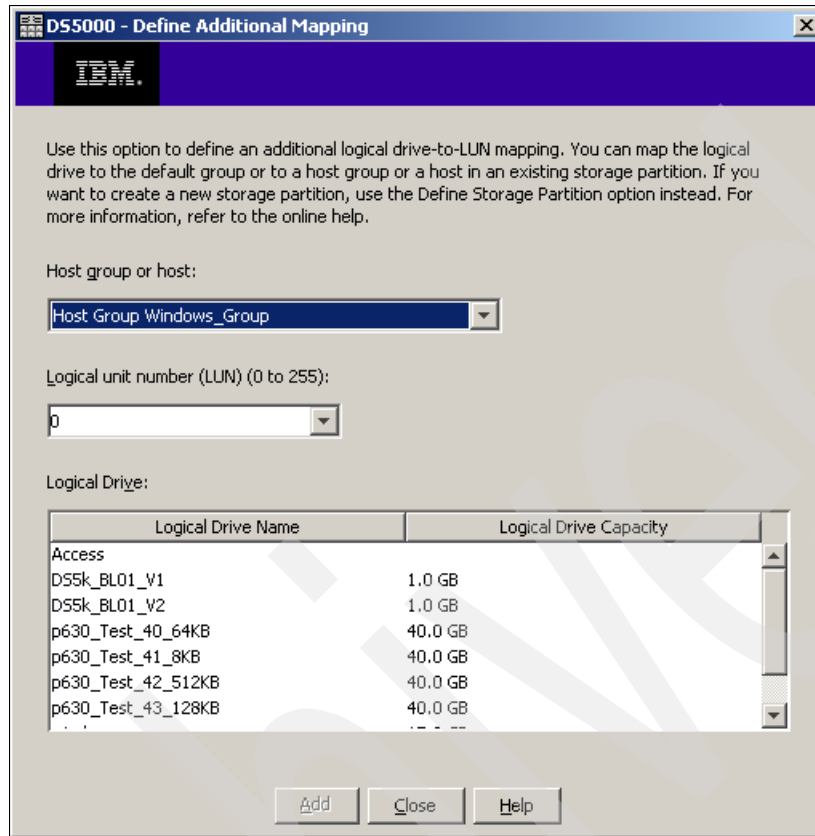 DS5000 - Define Additional Mapping
IBM.
Use this option to define an additional logical drive-to-LUN mapping. You can map the logical
drive to the default group or to a host group or a host in an existing storage partition. If you
want to create a new storage partition, use the Define Storage Partition option instead. For
more information, refer to the online help.
Host group or host:
Host Group Windows_Group
Logical unit number (LUN) (0 to 255):
0
Logical Drive:
Logical Drive Name Logical Drive Capacity
Access
DS5k_BL01_V1 1.0 GB
DS5k_BL01_V2 1.0 GB
p630_Test_40_64KB 40.0 GB
p630_Test_41_8KB 40.0 GB
p630_Test_42_512KB 40.0 GB
p630_Test_43_128KB 40.0 GB
Add Close Help